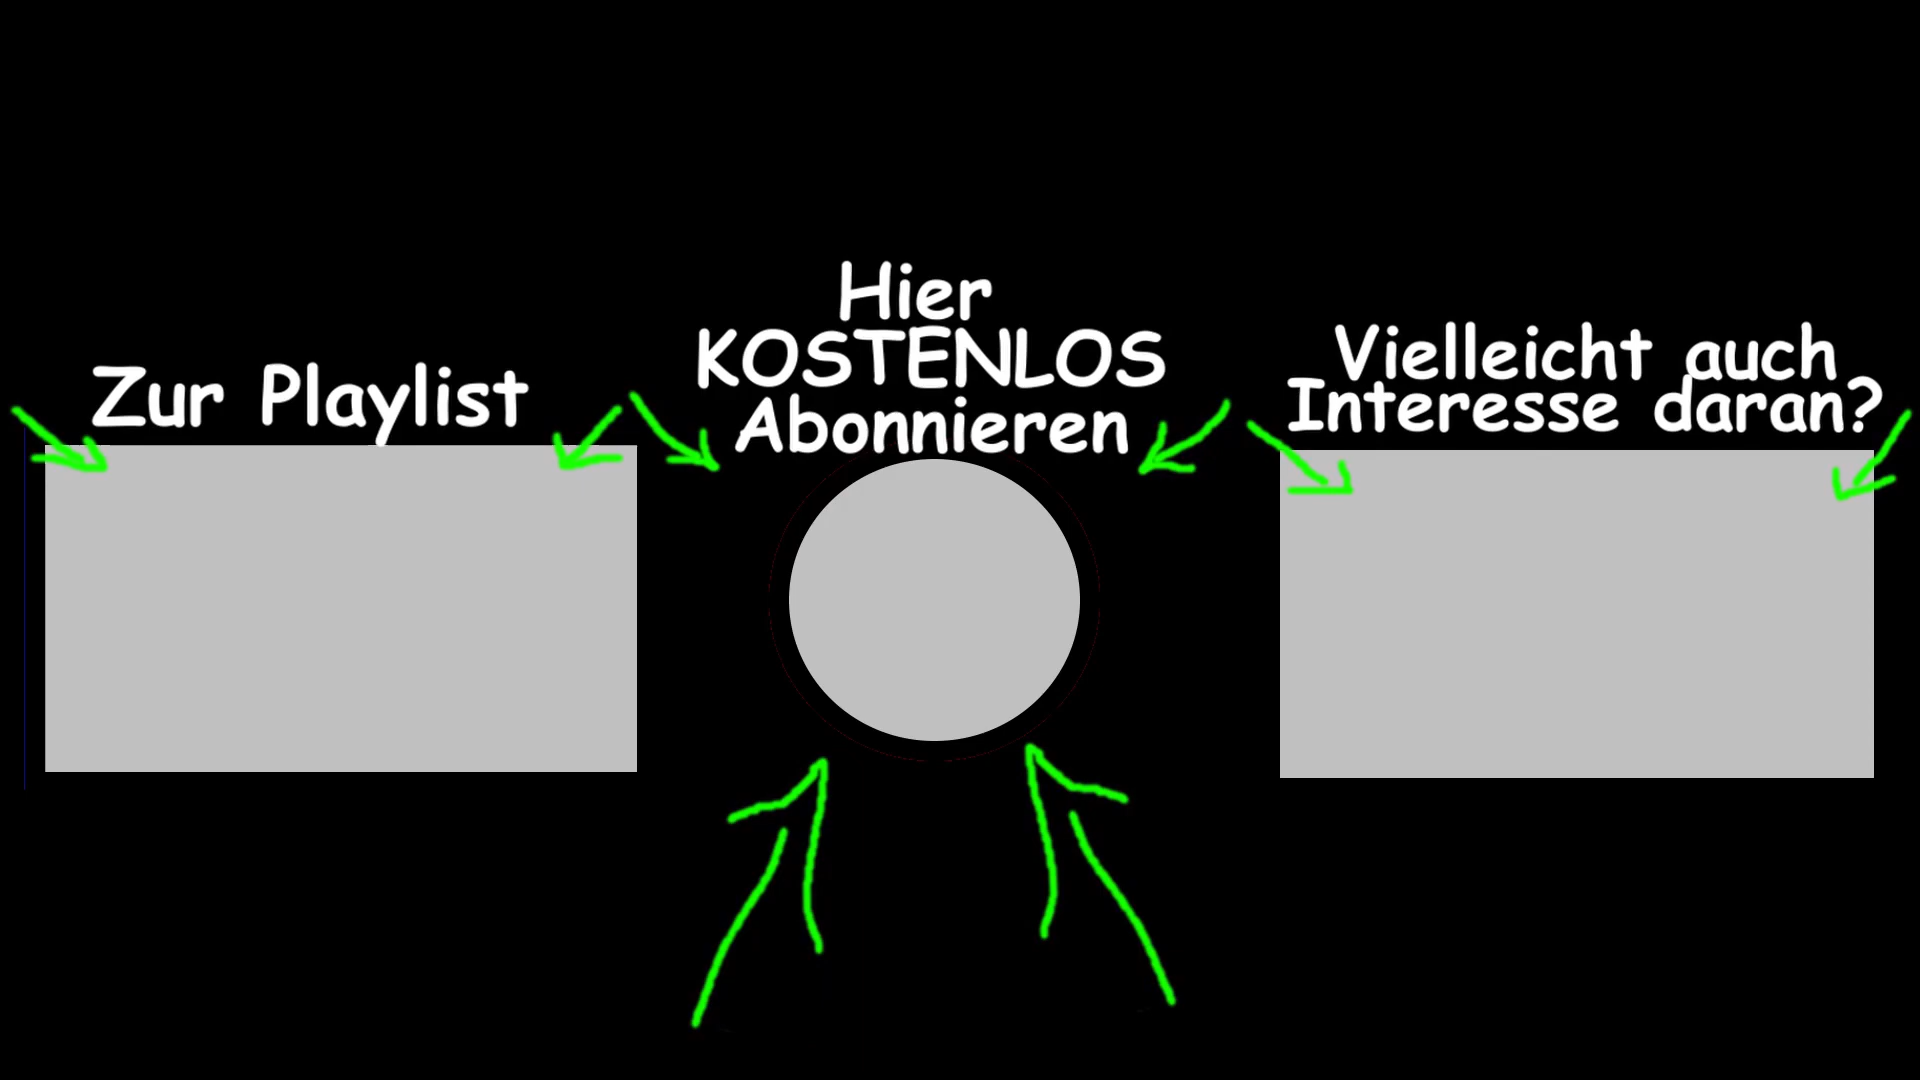 Zur Playlist
Hier
KOSTENLOS
Abonnieren
Vielleicht auch
Interesse daran?